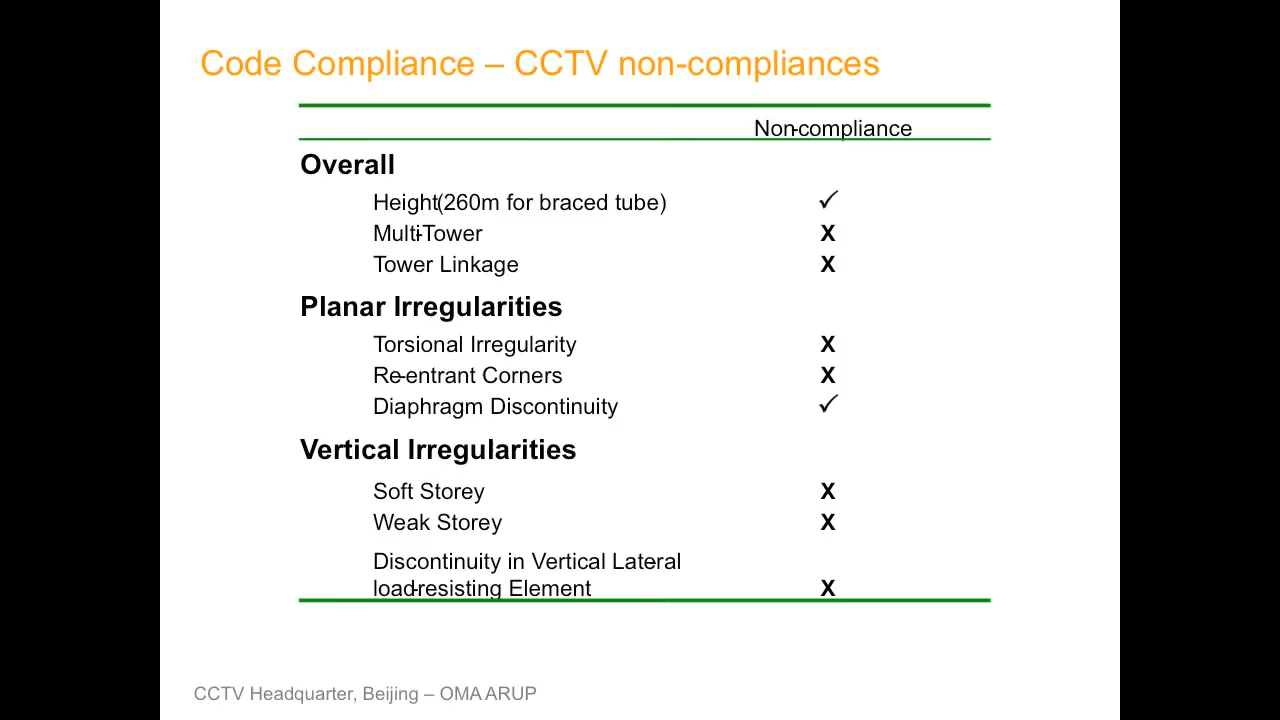 Code Compliance – CCTV non-compliances
Non-compliance
Overall
Height(260m for braced tube) ✓
Multi-Tower X
Tower Linkage X
Planar Irregularities
Torsional Irregularity X
Re-entrant Corners X
Diaphragm Discontinuity ✓
Vertical Irregularities
Soft Storey X
Weak Storey X
Discontinuity in Vertical Lateral-
load-resisting Element X
CCTV Headquarter, Beijing – OMA ARUP